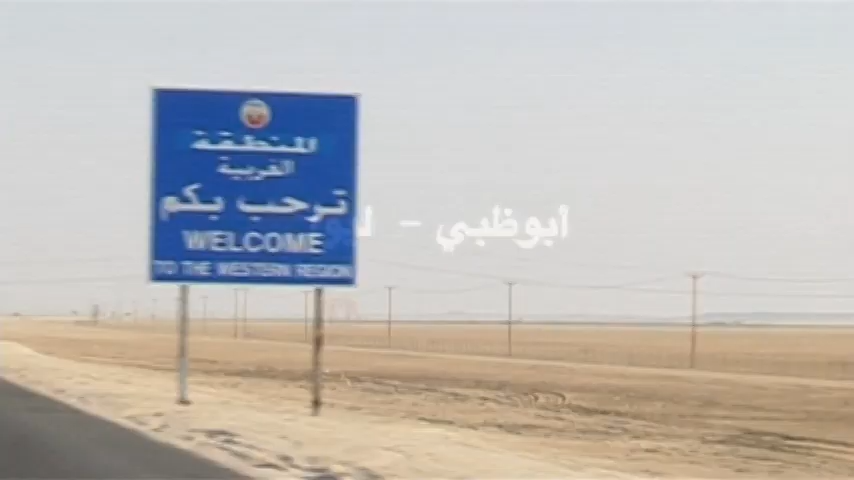 المنطقة
الغربية
ترحب بكم
WELCOME
TO THE WESTERN REGION
أبوظبي -